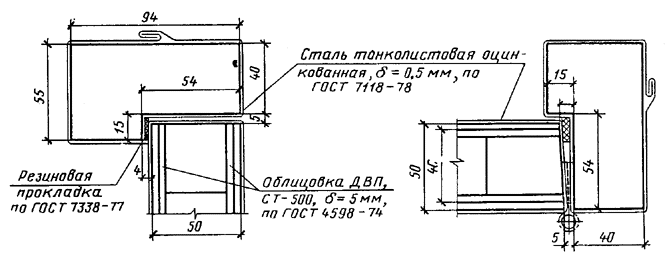 94
54
55
15
40
5
4
50
Сталь тонколистовая оцин-
кованная, δ = 0,5 мм, по
ГОСТ 7118-78
Резиновая
прокладка
по ГОСТ 7338-77
Облицовка ДВП,
СТ-500, δ = 5 мм,
по ГОСТ 4598-74
15
50
46
54
5
40